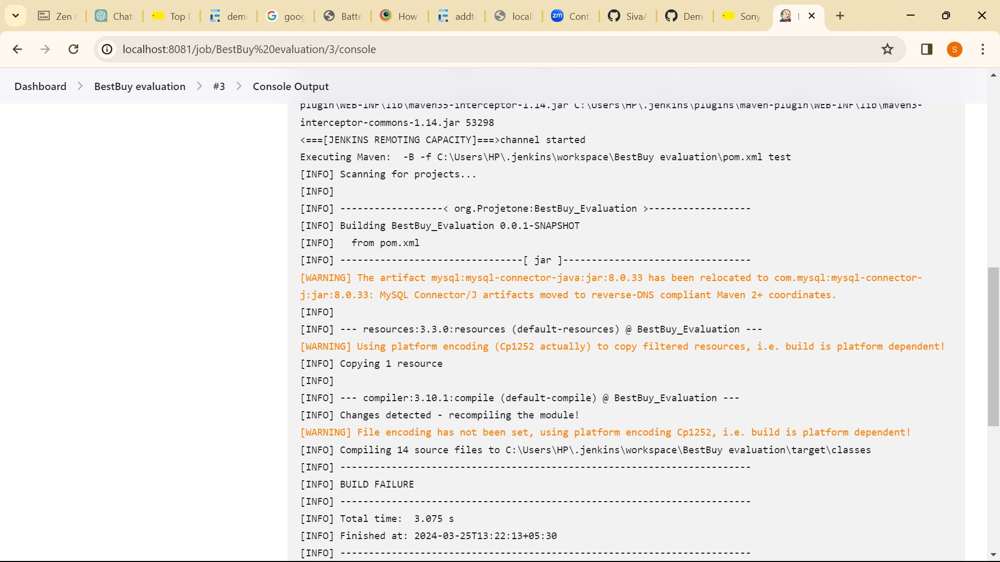 Zen
Chat
Top
dem
goog
Batte
How
addt
local
zm
Cont
SivaA
Dem
Sony
localhost:8081/job/BestBuy%20evaluation/3/console
S
Dashboard
BestBuy evaluation
#3
Console Output
plugin\WEB-INF\lib\maven35-interceptor-1.14.jar C:\Users\HP\.jenkins\plugins\maven-plugin\WEB-INF\lib\maven3-
interceptor-commons-1.14.jar 53298
<===[JENKINS REMOTING CAPACITY]===>channel started
Executing Maven:  -B -f C:\Users\HP\.jenkins\workspace\BestBuy evaluation\pom.xml test
[INFO] Scanning for projects...
[INFO]
[INFO] ------------------< org.Projetone:BestBuy_Evaluation >------------------
[INFO] Building BestBuy_Evaluation 0.0.1-SNAPSHOT
[INFO]   from pom.xml
[INFO] --------------------------------[ jar ]---------------------------------
[WARNING] The artifact mysql:mysql-connector-java:jar:8.0.33 has been relocated to com.mysql:mysql-connector-
j:jar:8.0.33: MySQL Connector/J artifacts moved to reverse-DNS compliant Maven 2+ coordinates.
[INFO]
[INFO] --- resources:3.3.0:resources (default-resources) @ BestBuy_Evaluation ---
[WARNING] Using platform encoding (Cp1252 actually) to copy filtered resources, i.e. build is platform dependent!
[INFO] Copying 1 resource
[INFO]
[INFO] --- compiler:3.10.1:compile (default-compile) @ BestBuy_Evaluation ---
[INFO] Changes detected - recompiling the module!
[WARNING] File encoding has not been set, using platform encoding Cp1252, i.e. build is platform dependent!
[INFO] Compiling 14 source files to C:\Users\HP\.jenkins\workspace\BestBuy evaluation\target\classes
[INFO] ------------------------------------------------------------------------
[INFO] BUILD FAILURE
[INFO] ------------------------------------------------------------------------
[INFO] Total time:  3.075 s
[INFO] Finished at: 2024-03-25T13:22:13+05:30
[INFO] ------------------------------------------------------------------------